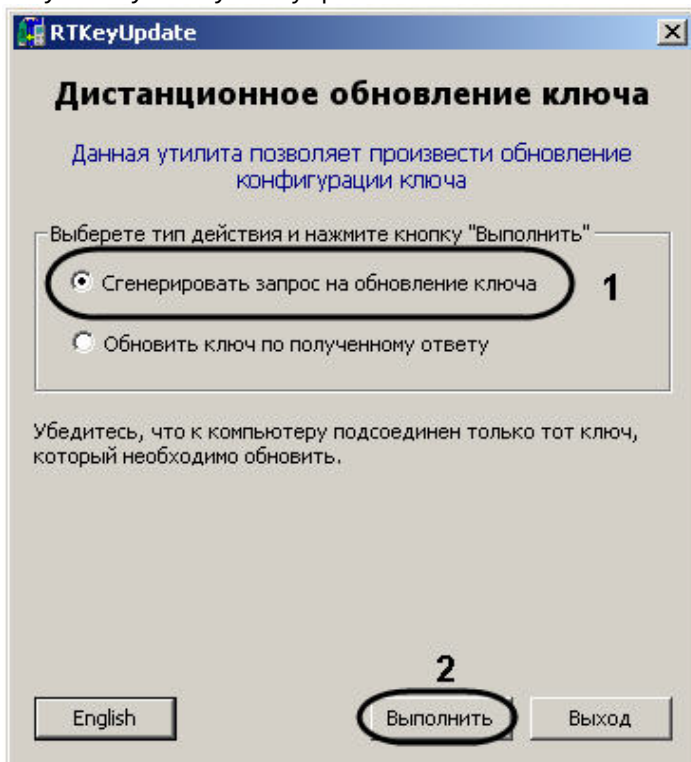 RTKeyUpdate
Дистанционное обновление ключа
Данная утилита позволяет произвести обновление
конфигурации ключа
Выберете тип действия и нажмите кнопку "Выполнить"
Сгенерировать запрос на обновление ключа 1
Обновить ключ по полученному ответу
Убедитесь, что к компьютеру подсоединен только тот ключ,
который необходимо обновить.
2
English Выполнить Выход